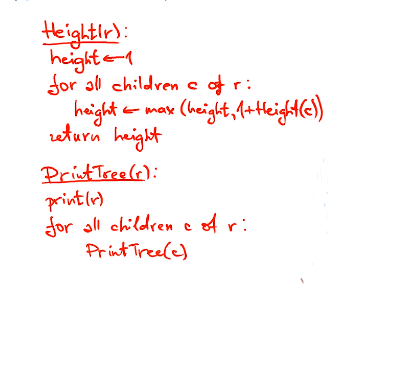 Height(r):
height ← 1
for all children c of r:
height ← max (height, 1+Height(c))
return height
PrintTree(r):
print(r)
for all children c of r:
PrintTree(c)